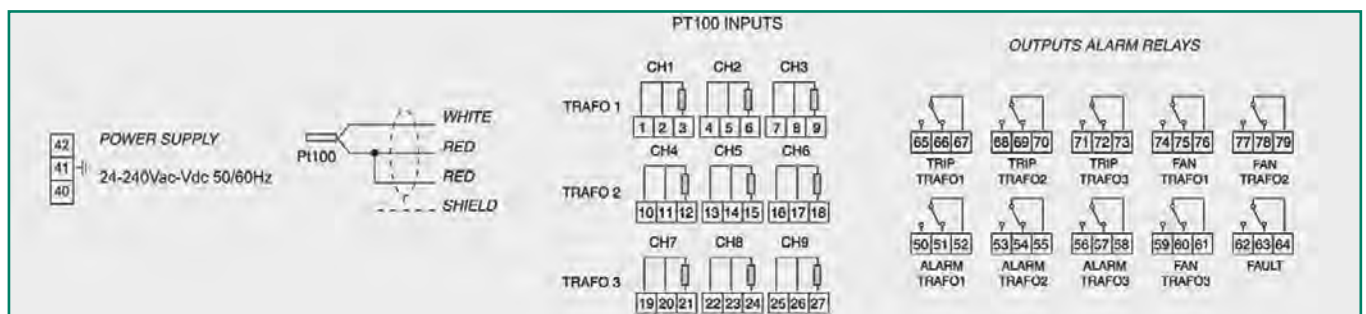 PT100 INPUTS
OUTPUTS ALARM RELAYS
42
41
40
POWER SUPPLY
24-240Vac-Vdc 50/60Hz
Pt100
WHITE
RED
RED
SHIELD
CH1 CH2 CH3
TRAFO 1
1 2 3 4 5 6 7 8 9
CH4 CH5 CH6
TRAFO 2
10 11 12 13 14 15 16 17 18
CH7 CH8 CH9
TRAFO 3
19 20 21 22 23 24 25 26 27
65 66 67 68 69 70 71 72 73 74 75 76 77 78 79
TRIP TRIP TRIP FAN FAN
TRAFO1 TRAFO2 TRAFO3 TRAFO1 TRAFO2
50 51 52 53 54 55 56 57 58 59 60 61 62 63 64
ALARM ALARM ALARM FAN FAULT
TRAFO1 TRAFO2 TRAFO3 TRAFO3